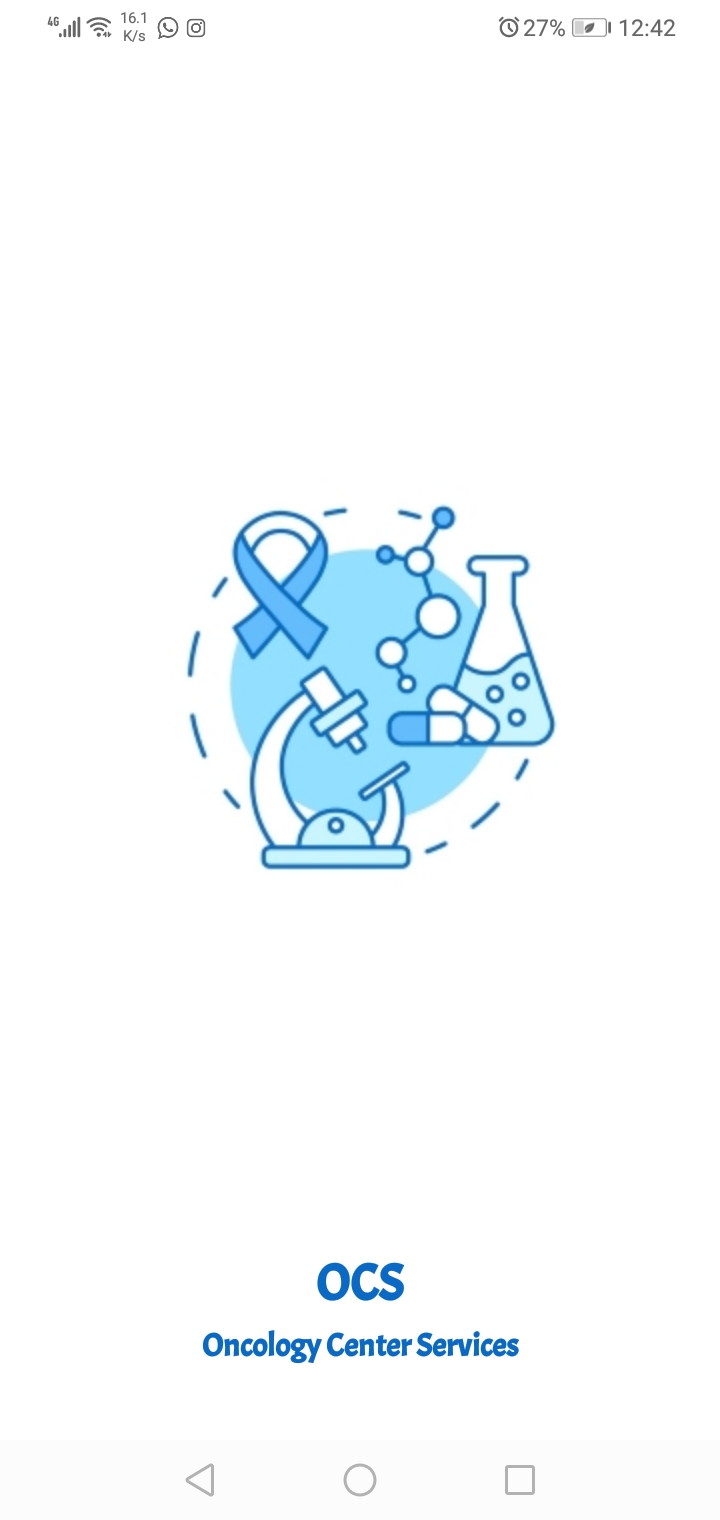 4G 16.1 K/s 27% 12:42
OCS
Oncology Center Services